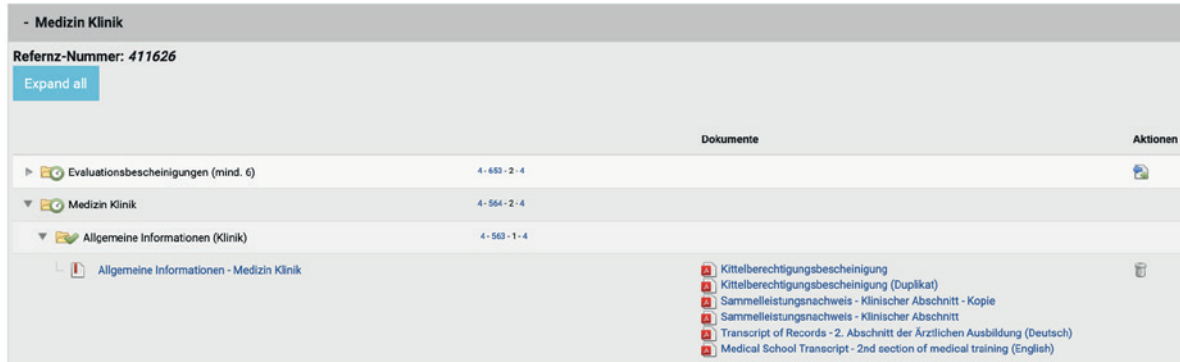 - Medizin Klinik
Refernz-Nummer: 411626
Expand all
Dokumente Aktionen
Evaluationsbescheinigungen (mind. 6) 4 - 653 - 2 - 4
Medizin Klinik 4 - 564 - 2 - 4
Allgemeine Informationen (Klinik) 4 - 563 - 1 - 4
Allgemeine Informationen - Medizin Klinik Kittelberechtigungsbescheinigung
Kittelberechtigungsbescheinigung (Duplikat)
Sammelleistungsnachweis - Klinischer Abschnitt - Kopie
Sammelleistungsnachweis - Klinischer Abschnitt
Transcript of Records - 2. Abschnitt der Ärztlichen Ausbildung (Deutsch)
Medical School Transcript - 2nd section of medical training (English)